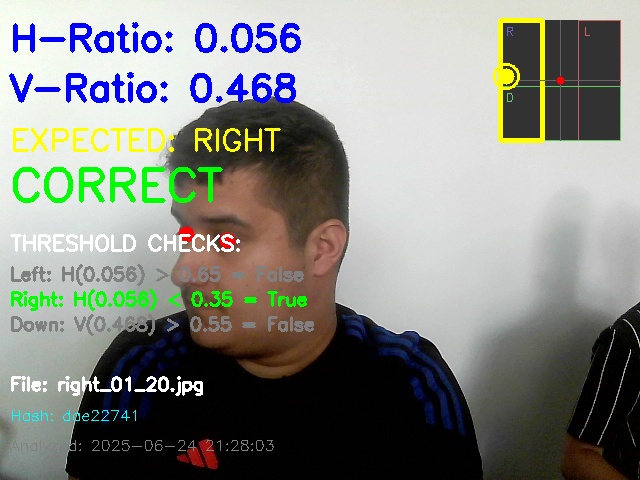 H-Ratio: 0.056
V-Ratio: 0.468
EXPECTED: RIGHT
CORRECT
THRESHOLD CHECKS:
Left: H(0.056) > 0.65 = False
Right: H(0.056) < 0.35 = True
Down: V(0.468) > 0.55 = False
File: right_01_20.jpg
Hash: dae22741
Analyzed: 2025-06-24 21:28:03
R
L
D